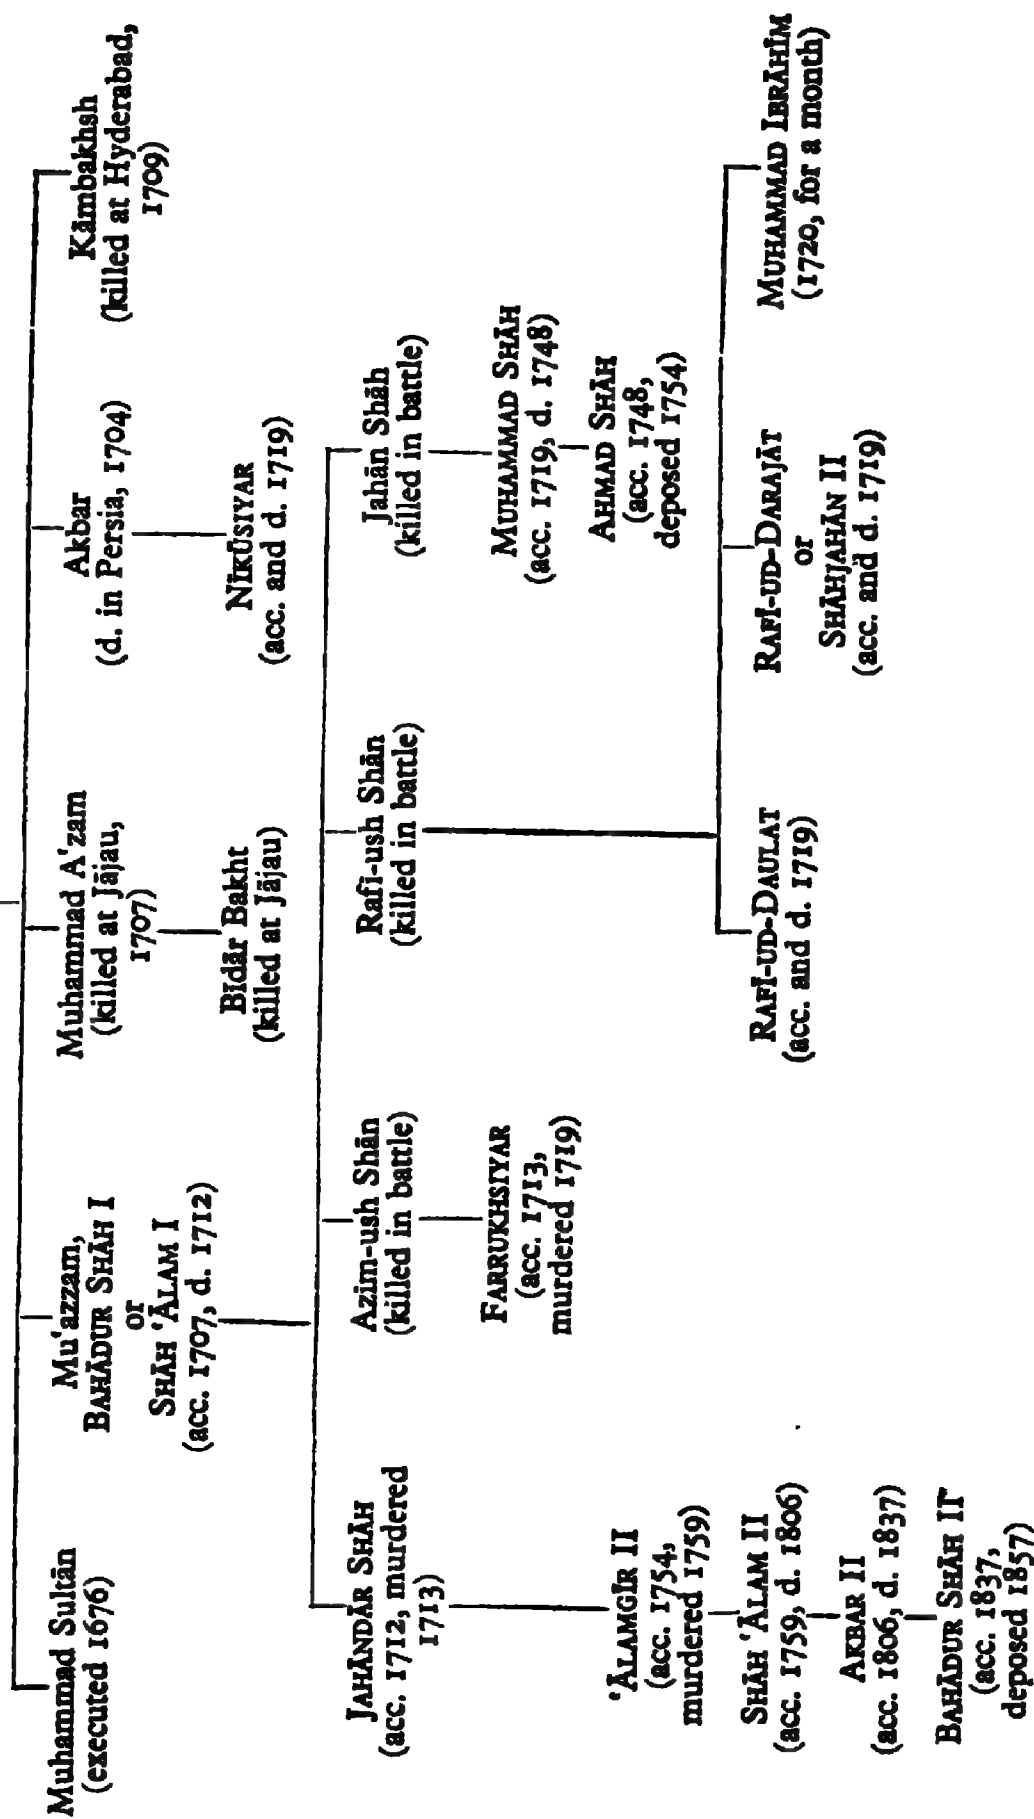 Muhammad Sultān
(executed 1676)
Mu'azzam,
BAHĀDUR SHĀH I
or
SHĀH 'ĀLAM I
(acc. 1707, d. 1712)
Muhammad A'zam
(killed at Jājau,
1707)
Akbar
(d. in Persia, 1704)
Kāmbakhsh
(killed at Hyderabad,
1709)
Bīdār Bakht
(killed at Jājau)
NĪKŪSIYAR
(acc. and d. 1719)
JAHĀNDĀR SHĀH
(acc. 1712, murdered
1713)
Azim-ush Shān
(killed in battle)
Rafī-ush Shān
(killed in battle)
Jahān Shāh
(killed in battle)
FARRUKHSIYAR
(acc. 1713,
murdered 1719)
MUHAMMAD SHĀH
(acc. 1719, d. 1748)
AHMAD SHĀH
(acc. 1748,
deposed 1754)
'ĀLAMGĪR II
(acc. 1754,
murdered 1759)
SHĀH 'ĀLAM II
(acc. 1759, d. 1806)
AKBAR II
(acc. 1806, d. 1837)
BAHĀDUR SHĀH II
(acc. 1837,
deposed 1857)
RAFĪ-UD-DAULAT
(acc. and d. 1719)
RAFĪ-UD-DARAJĀT
or
SHĀHJAHĀN II
(acc. and d. 1719)
MUHAMMAD IBRĀHĪM
(1720, for a month)